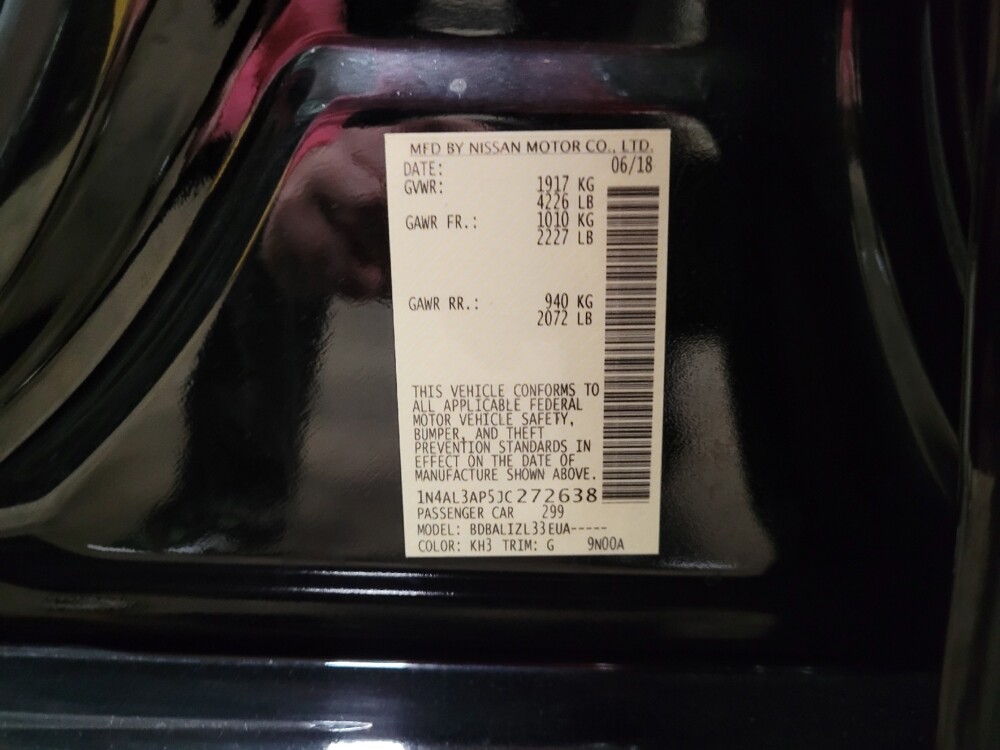 MFD BY NISSAN MOTOR CO., LTD.
DATE: 06/18
GVWR: 1917 KG
4226 LB
GAWR FR.: 1010 KG
2227 LB
GAWR RR.: 940 KG
2072 LB
THIS VEHICLE CONFORMS TO
ALL APPLICABLE FEDERAL
MOTOR VEHICLE SAFETY,
BUMPER, AND THEFT
PREVENTION STANDARDS IN
EFFECT ON THE DATE OF
MANUFACTURE SHOWN ABOVE.
1N4AL3AP5JC272638
PASSENGER CAR 299
MODEL: BDBALIZL33EUA-----
COLOR: KH3 TRIM: G 9N00A